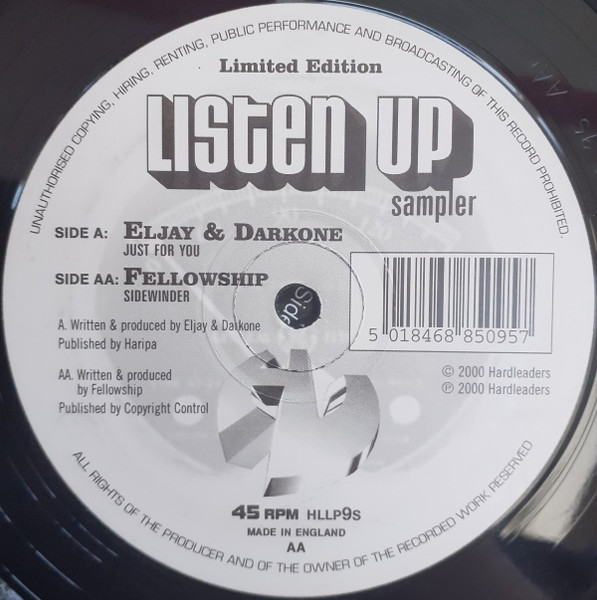 UNAUTHORISED COPYING, HIRING, RENTING, PUBLIC PERFORMANCE AND BROADCASTING OF THIS RECORD PROHIBITED.
Limited Edition
Listen Up
sampler
SIDE A: ELJAY & DARKONE
JUST FOR YOU
SIDE AA: FELLOWSHIP
SIDEWINDER
A. Written & produced by Eljay & Darkone
Published by Haripa
AA. Written & produced
by Fellowship
Published by Copyright Control
Side
5 018468 850957
© 2000 Hardleaders
℗ 2000 Hardleaders
45 RPM HLLP9S
MADE IN ENGLAND
AA
ALL RIGHTS OF THE PRODUCER AND OF THE OWNER OF THE RECORDED WORK RESERVED